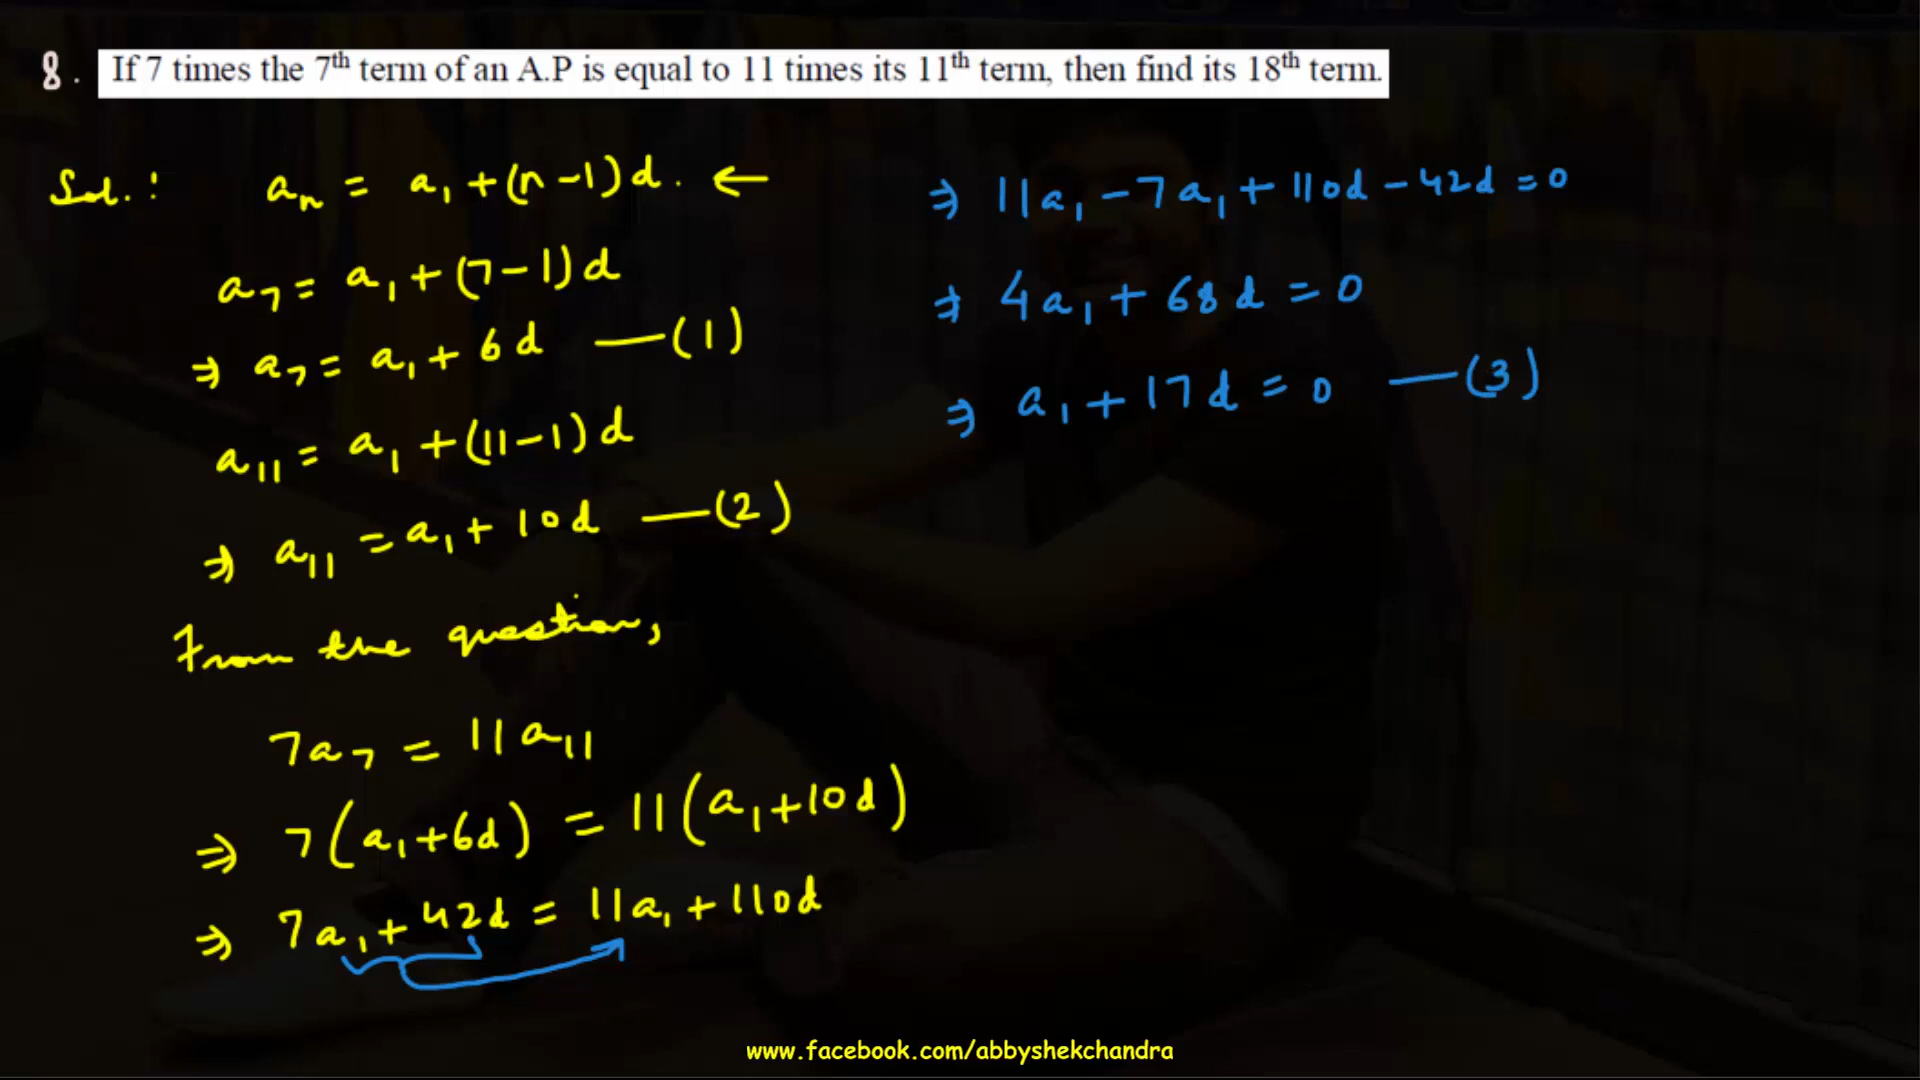 8. If 7 times the 7th term of an A.P is equal to 11 times its 11th term, then find its 18th term.
Sol. : aₙ = a₁ + (n-1)d. ←
a₇ = a₁ + (7-1)d
⇒ a₇ = a₁ + 6d —(1)
a₁₁ = a₁ + (11-1)d
⇒ a₁₁ = a₁ + 10d —(2)
From the question,
7a₇ = 11a₁₁
⇒ 7(a₁+6d) = 11(a₁+10d)
⇒ 7a₁ + 42d = 11a₁ + 110d
⇒ 11a₁ - 7a₁ + 110d - 42d = 0
⇒ 4a₁ + 68d = 0
⇒ a₁ + 17d = 0 —(3)
www.facebook.com/abbyshekchandra